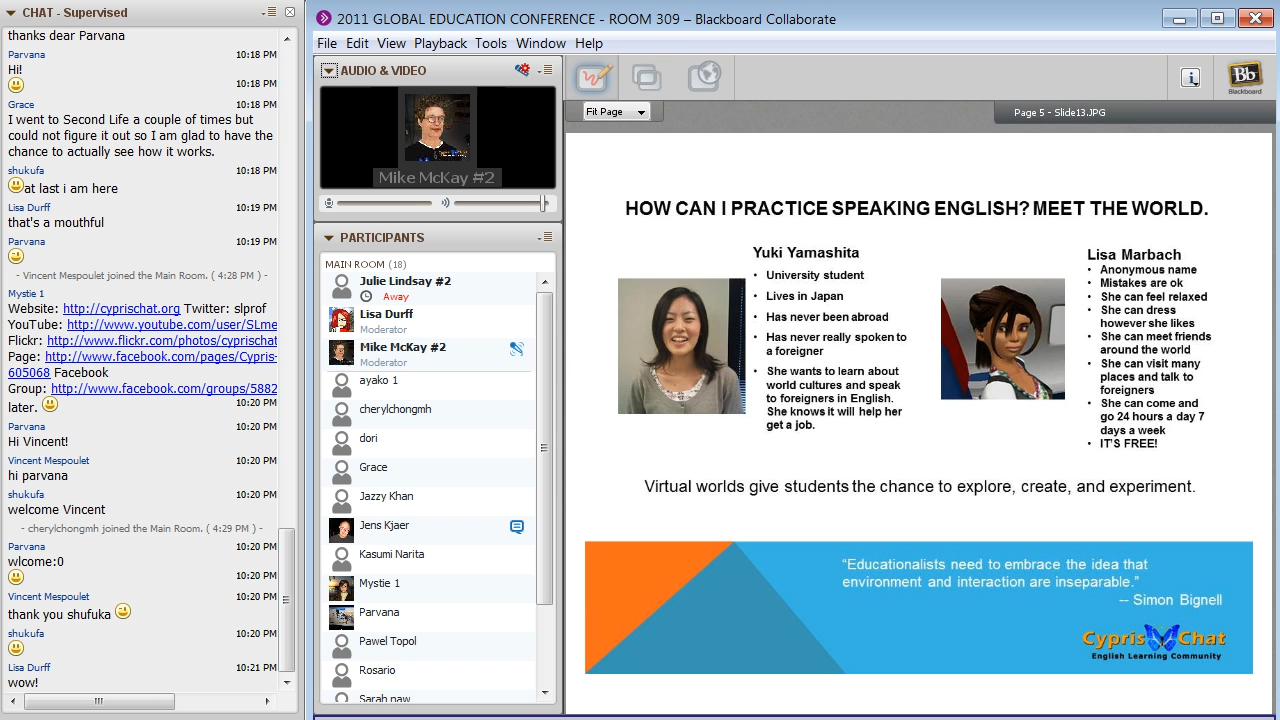 CHAT - Supervised
thanks dear Parvana
Parvana 10:18 PM
Hi!
10:18 PM
Grace 10:18 PM
I went to Second Life a couple of times but
could not figure it out so I am glad to have the
chance to actually see how it works.
shukufa 10:18 PM
at last i am here
Lisa Durff 10:19 PM
that's a mouthful
Parvana 10:19 PM
- Vincent Mespoulet joined the Main Room. ( 4:28 PM ) -
Mystie 1
Website: http://cyprischat.org Twitter: slprof
YouTube: http://www.youtube.com/user/SLme
Flickr: http://www.flickr.com/photos/cyprischat
Page: http://www.facebook.com/pages/Cypris-
605068 Facebook
Group: http://www.facebook.com/groups/5882
later. 10:20 PM
Parvana 10:20 PM
Hi Vincent!
Vincent Mespoulet 10:20 PM
hi parvana
shukufa 10:20 PM
welcome Vincent
- cherylchongmh joined the Main Room. ( 4:29 PM ) -
Parvana 10:20 PM
wlcome:0
10:20 PM
Vincent Mespoulet 10:20 PM
thank you shufuka
shukufa 10:20 PM
Lisa Durff 10:21 PM
wow!
2011 GLOBAL EDUCATION CONFERENCE - ROOM 309 – Blackboard Collaborate
File Edit View Playback Tools Window Help
AUDIO & VIDEO
Mike McKay #2
PARTICIPANTS
MAIN ROOM (18)
Julie Lindsay #2
Away
Lisa Durff
Moderator
Mike McKay #2
Moderator
ayako 1
cherylchongmh
dori
Grace
Jazzy Khan
Jens Kjaer
Kasumi Narita
Mystie 1
Parvana
Pawel Topol
Rosario
Sarah naw
Bb
Blackboard
Fit Page
Page 5 - Slide13.JPG
HOW CAN I PRACTICE SPEAKING ENGLISH? MEET THE WORLD.
Yuki Yamashita
• University student
• Lives in Japan
• Has never been abroad
• Has never really spoken to
a foreigner
• She wants to learn about
world cultures and speak
to foreigners in English.
She knows it will help her
get a job.
Lisa Marbach
• Anonymous name
• Mistakes are ok
• She can feel relaxed
• She can dress
however she likes
• She can meet friends
around the world
• She can visit many
places and talk to
foreigners
• She can come and
go 24 hours a day 7
days a week
• IT'S FREE!
Virtual worlds give students the chance to explore, create, and experiment.
“Educationalists need to embrace the idea that
environment and interaction are inseparable.”
-- Simon Bignell
Cypris Chat
English Learning Community